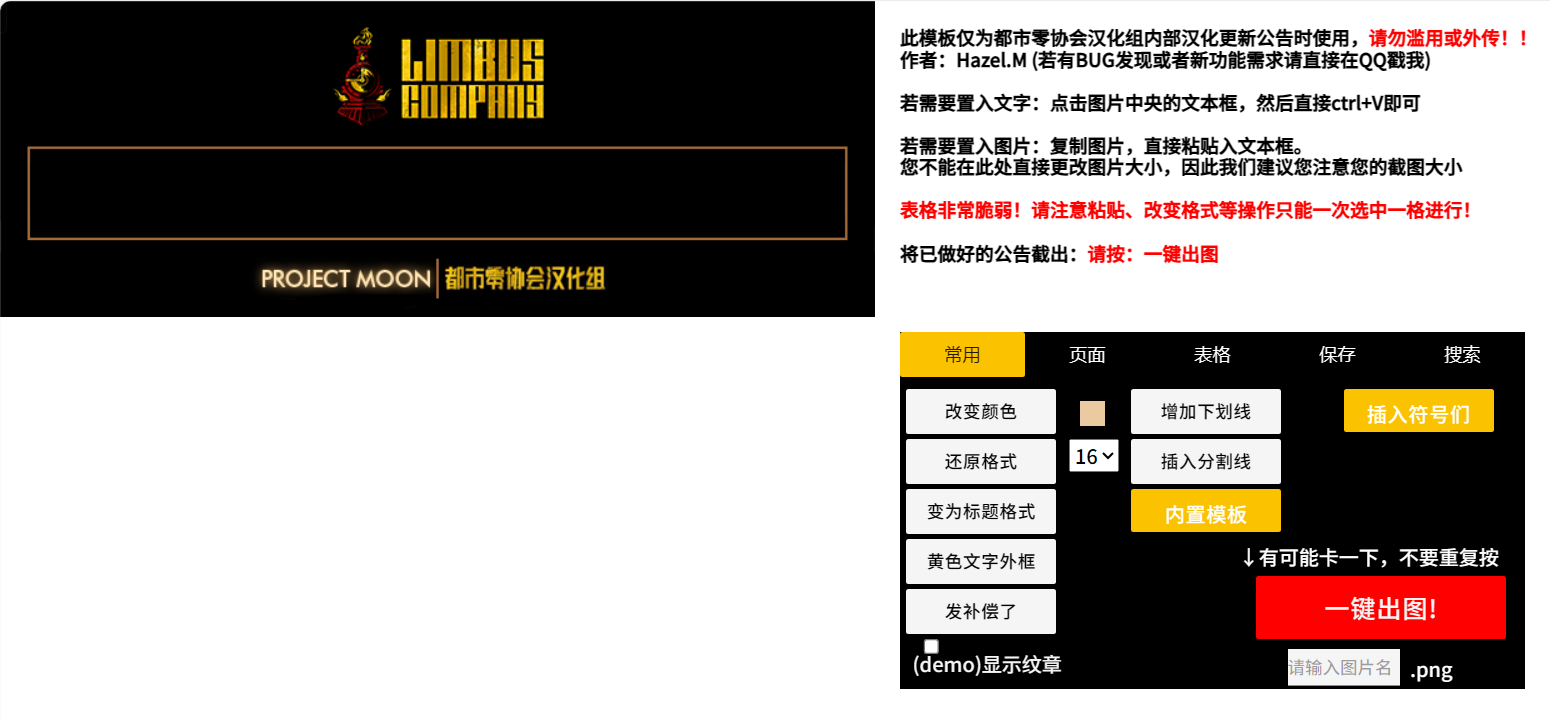 LIMBUS
COMPANY
PROJECT MOON
都市零协会汉化组
此模板仅为都市零协会汉化组内部汉化更新公告时使用，请勿滥用或外传！！
作者：Hazel.M (若有BUG发现或者新功能需求请直接在QQ戳我)
若需要置入文字：点击图片中央的文本框，然后直接ctrl+V即可
若需要置入图片：复制图片，直接粘贴入文本框。
您不能在此处直接更改图片大小，因此我们建议您注意您的截图大小
表格非常脆弱！请注意粘贴、改变格式等操作只能一次选中一格进行！
将已做好的公告截出：请按：一键出图
常用 页面 表格 保存 搜索
改变颜色 增加下划线 插入符号们
还原格式 16 插入分割线
变为标题格式 内置模板
黄色文字外框 ↓有可能卡一下，不要重复按
发补偿了 一键出图!
(demo)显示纹章 请输入图片名 .png